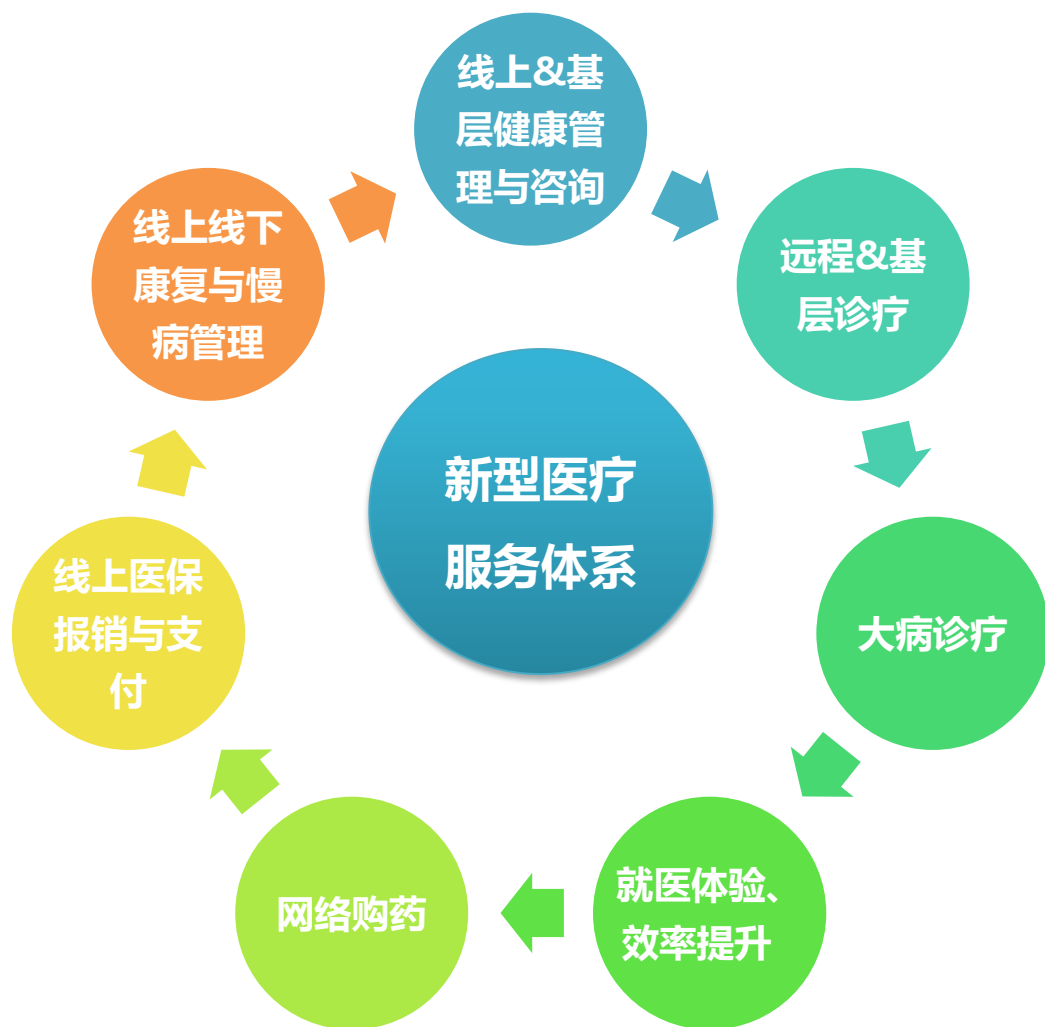 线上&基
层健康管
理与咨询
远程&基
层诊疗
大病诊疗
就医体验、
效率提升
网络购药
线上医保
报销与支
付
线上线下
康复与慢
病管理
新型医疗
服务体系